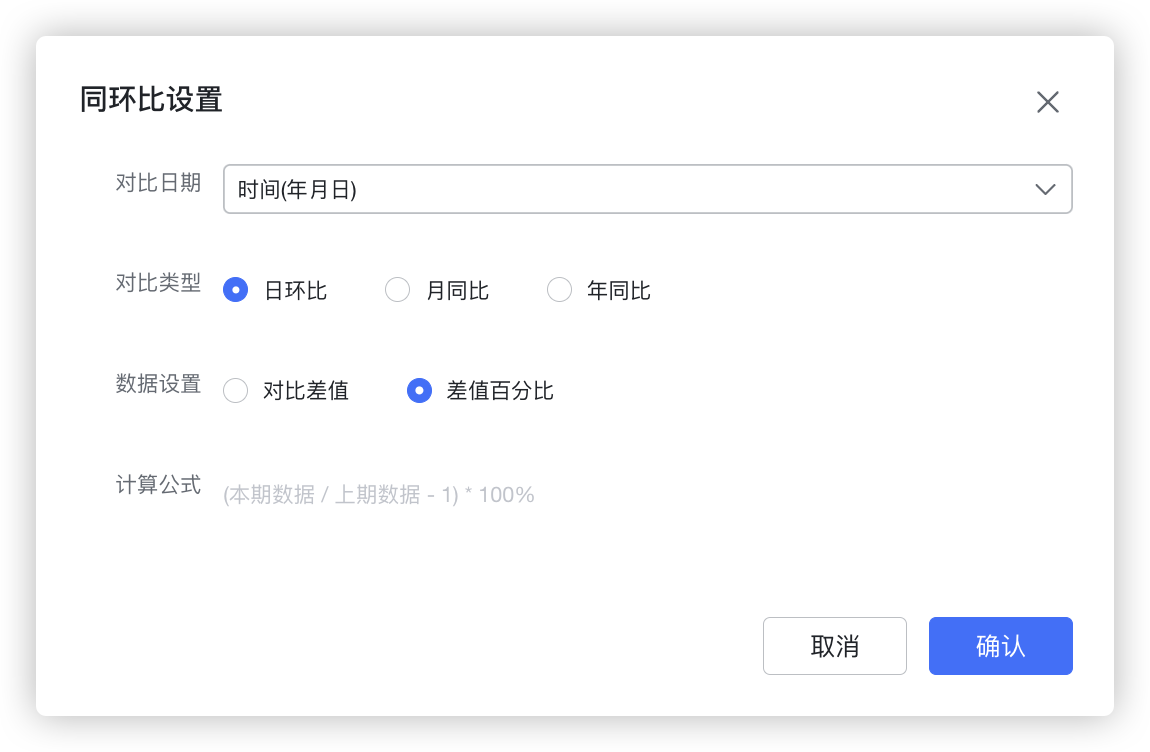 同环比设置
对比日期 时间(年月日)
对比类型 日环比 月同比 年同比
数据设置 对比差值 差值百分比
计算公式 (本期数据 / 上期数据 - 1) * 100%
取消 确认